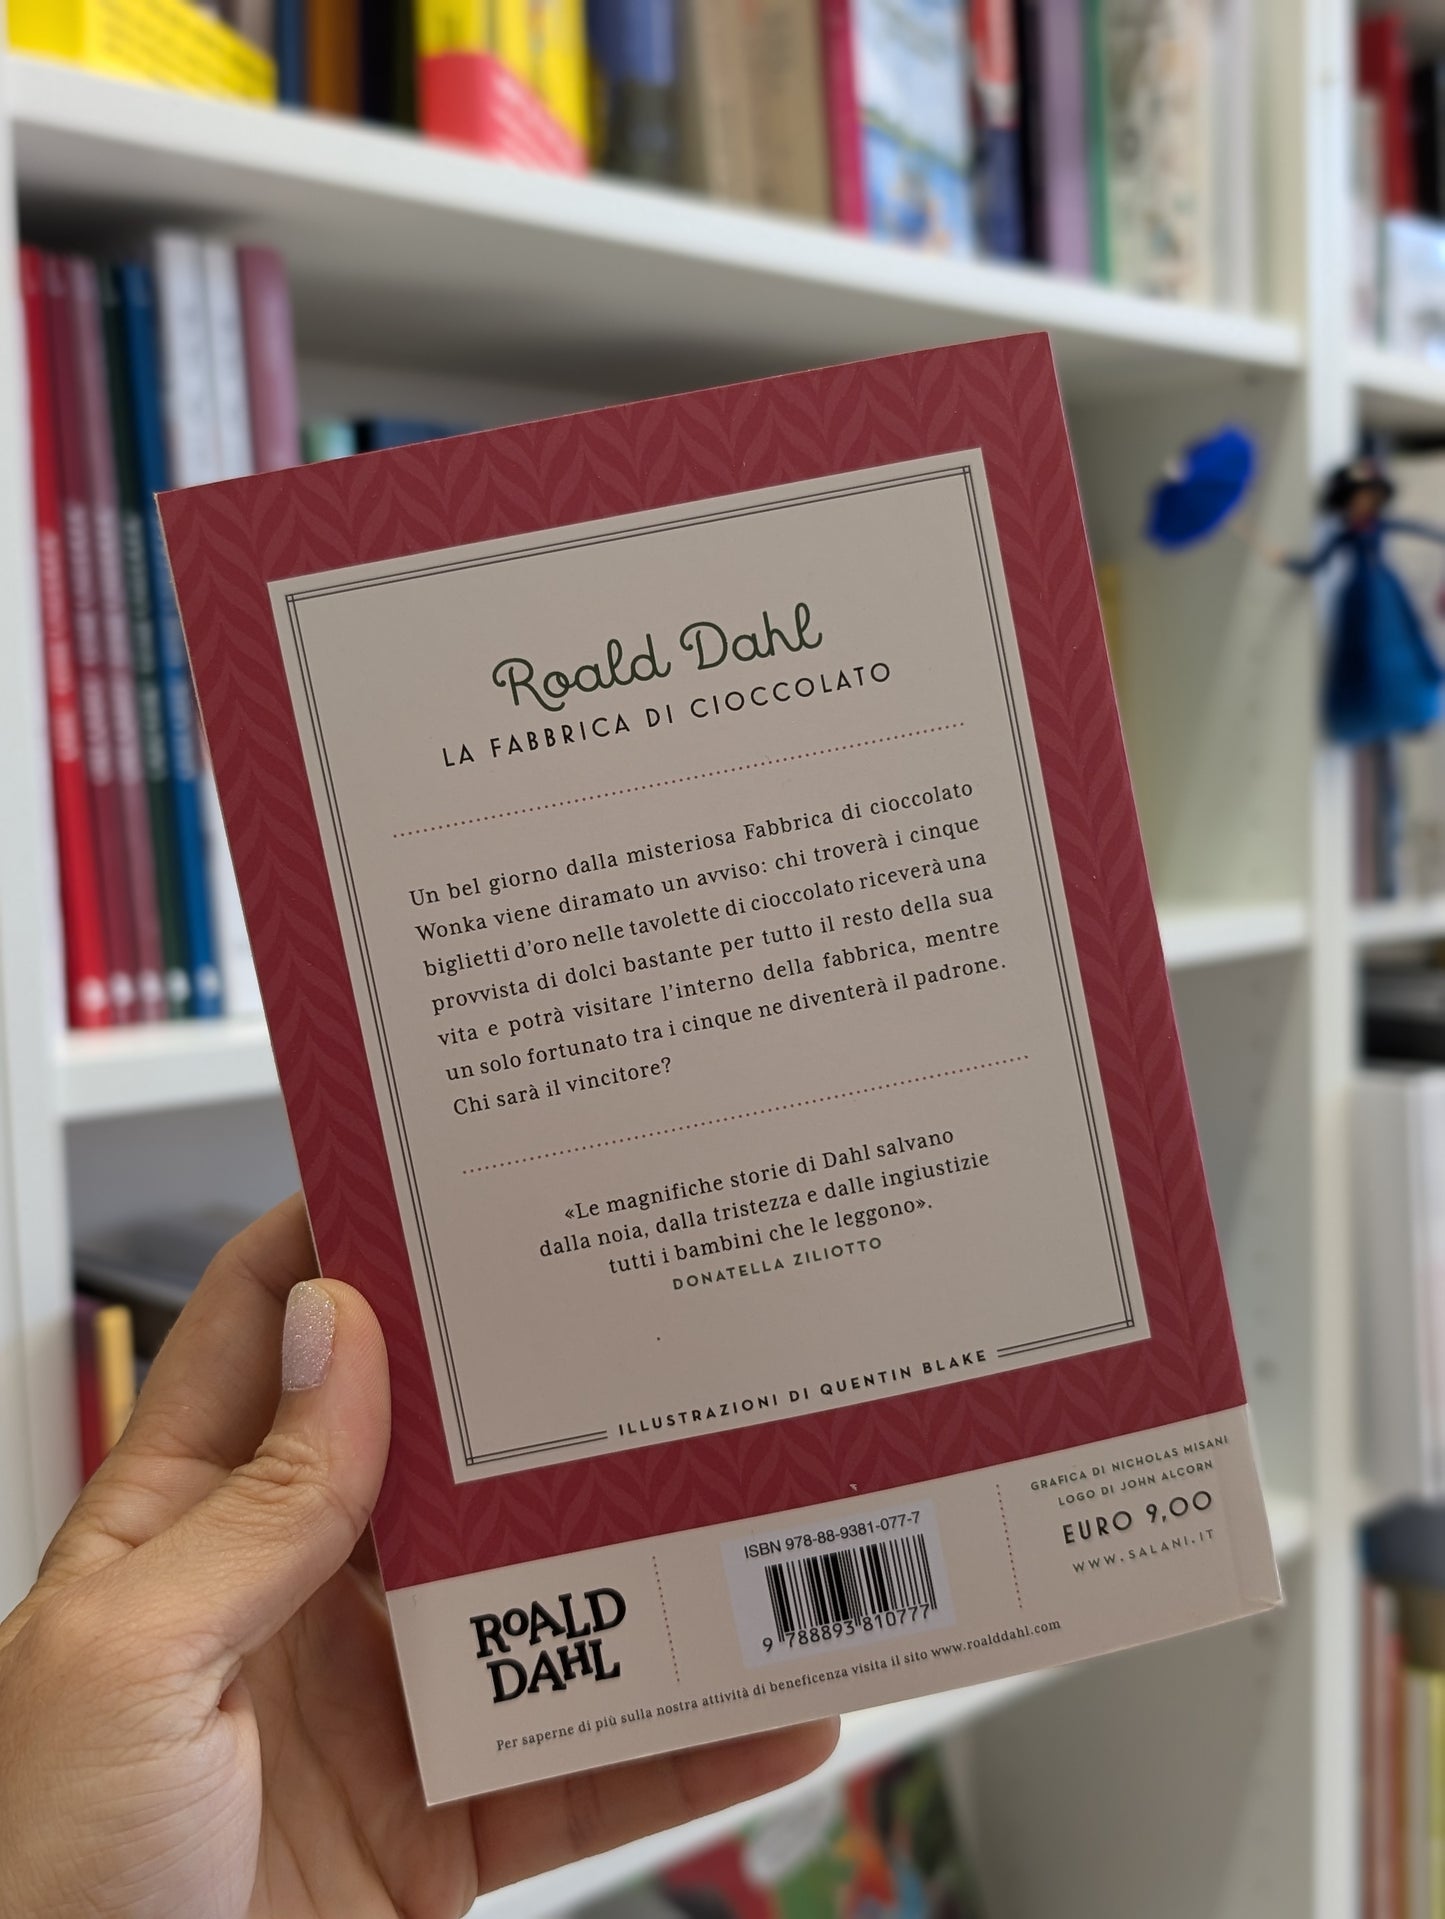 Roald Dahl
LA FABBRICA DI CIOCCOLATO
Un bel giorno dalla misteriosa Fabbrica di cioccolato
Wonka viene diramato un avviso: chi troverà i cinque
biglietti d’oro nelle tavolette di cioccolato riceverà una
provvista di dolci bastante per tutto il resto della sua
vita e potrà visitare l’interno della fabbrica, mentre
un solo fortunato tra i cinque ne diventerà il padrone.
Chi sarà il vincitore?
«Le magnifiche storie di Dahl salvano
dalla noia, dalla tristezza e dalle ingiustizie
tutti i bambini che le leggono».
DONATELLA ZILIOTTO
ILLUSTRAZIONI DI QUENTIN BLAKE
ROALD
DAHL
ISBN 978-88-9381-077-7
9 788893 810777
GRAFICA DI NICHOLAS MISANI
LOGO DI JOHN ALCORN
EURO 9,00
WWW.SALANI.IT
Per saperne di più sulla nostra attività di beneficenza visita il sito www.roalddahl.com